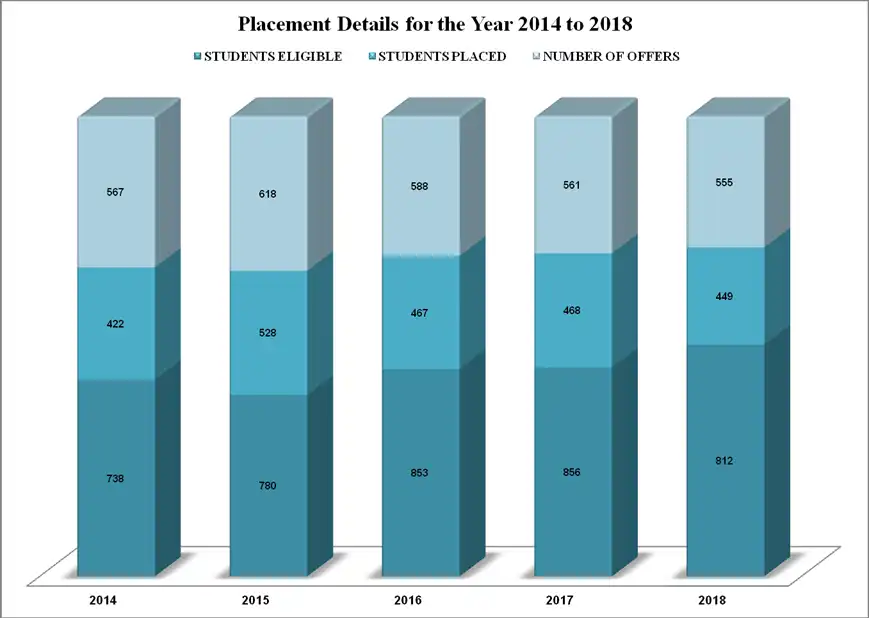 Placement Details for the Year 2014 to 2018
STUDENTS ELIGIBLE STUDENTS PLACED NUMBER OF OFFERS
567 618 588 561 555
422 528 467 468 449
738 780 853 856 812
2014 2015 2016 2017 2018